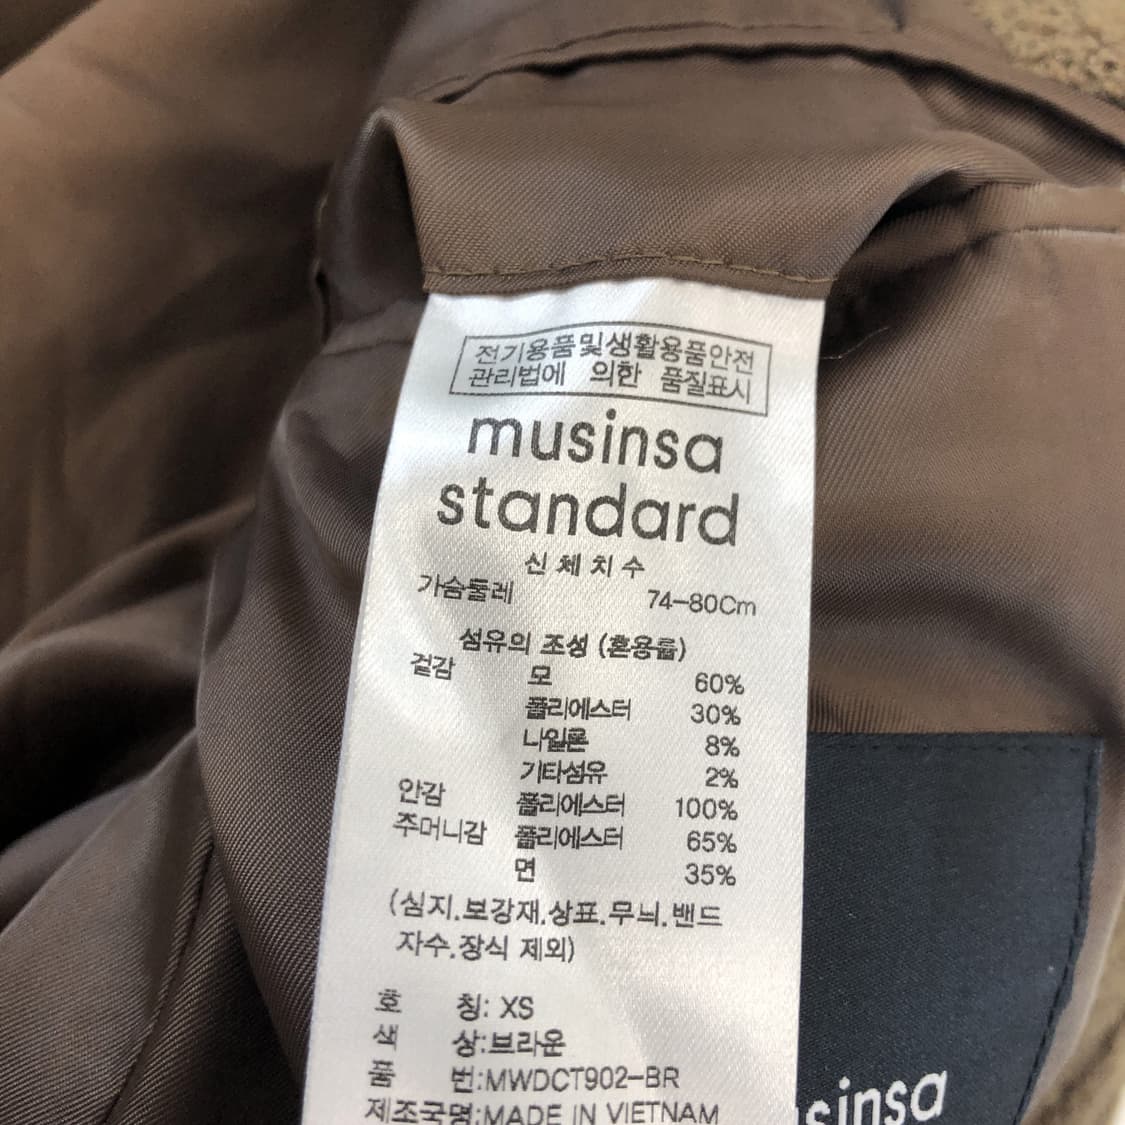 전기용품및생활용품안전
관리법에 의한 품질표시
musinsa
standard
신체치수
가슴둘레 74-80Cm
섬유의 조성 (혼용률)
겉감 모 60%
폴리에스터 30%
나일론 8%
기타섬유 2%
안감 폴리에스터 100%
주머니감 폴리에스터 65%
면 35%
(심지.보강재.상표.무늬.밴드
자수.장식 제외)
호 칭: XS
색 상:브라운
품 번:MWDCT902-BR
제조국명:MADE IN VIETNAM
usinsa